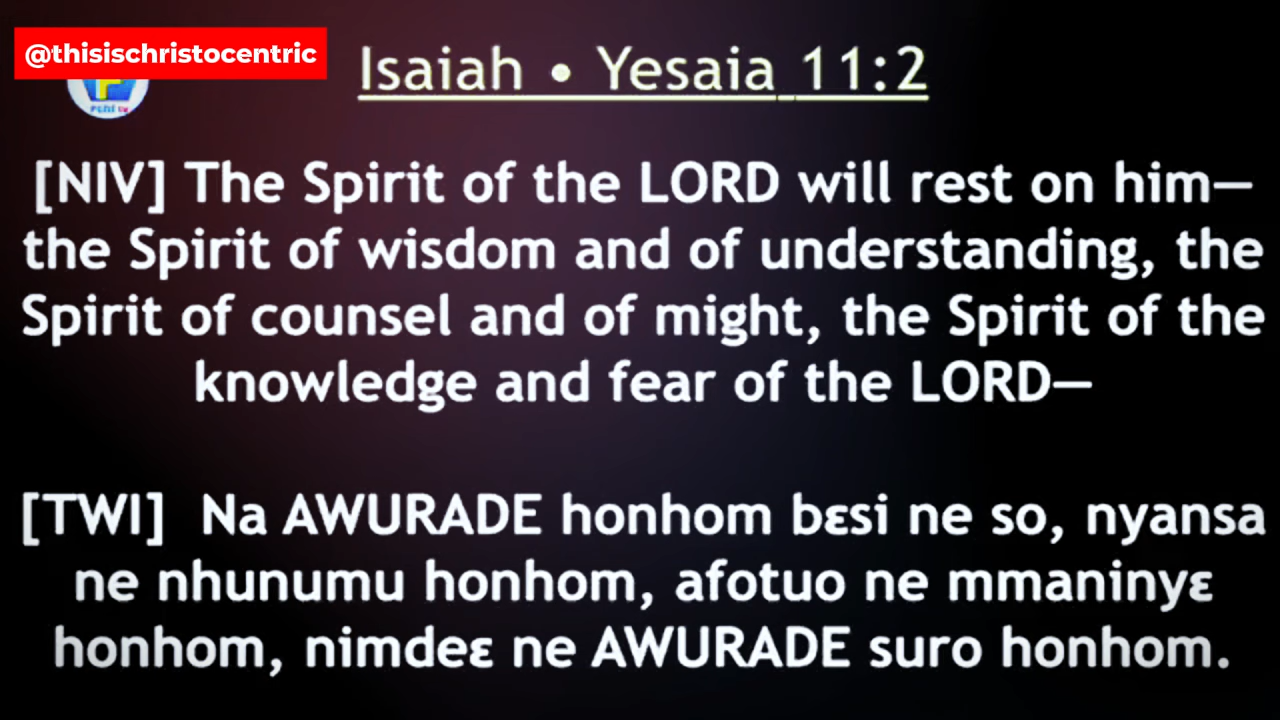 @thisischristocentric
Isaiah • Yesaia 11:2
[NIV] The Spirit of the LORD will rest on him—
the Spirit of wisdom and of understanding, the
Spirit of counsel and of might, the Spirit of the
knowledge and fear of the LORD—
[TWI] Na AWURADE honhom bɛsi ne so, nyansa
ne nhunumu honhom, afotuo ne mmaninyɛ
honhom, nimdeɛ ne AWURADE suro honhom.